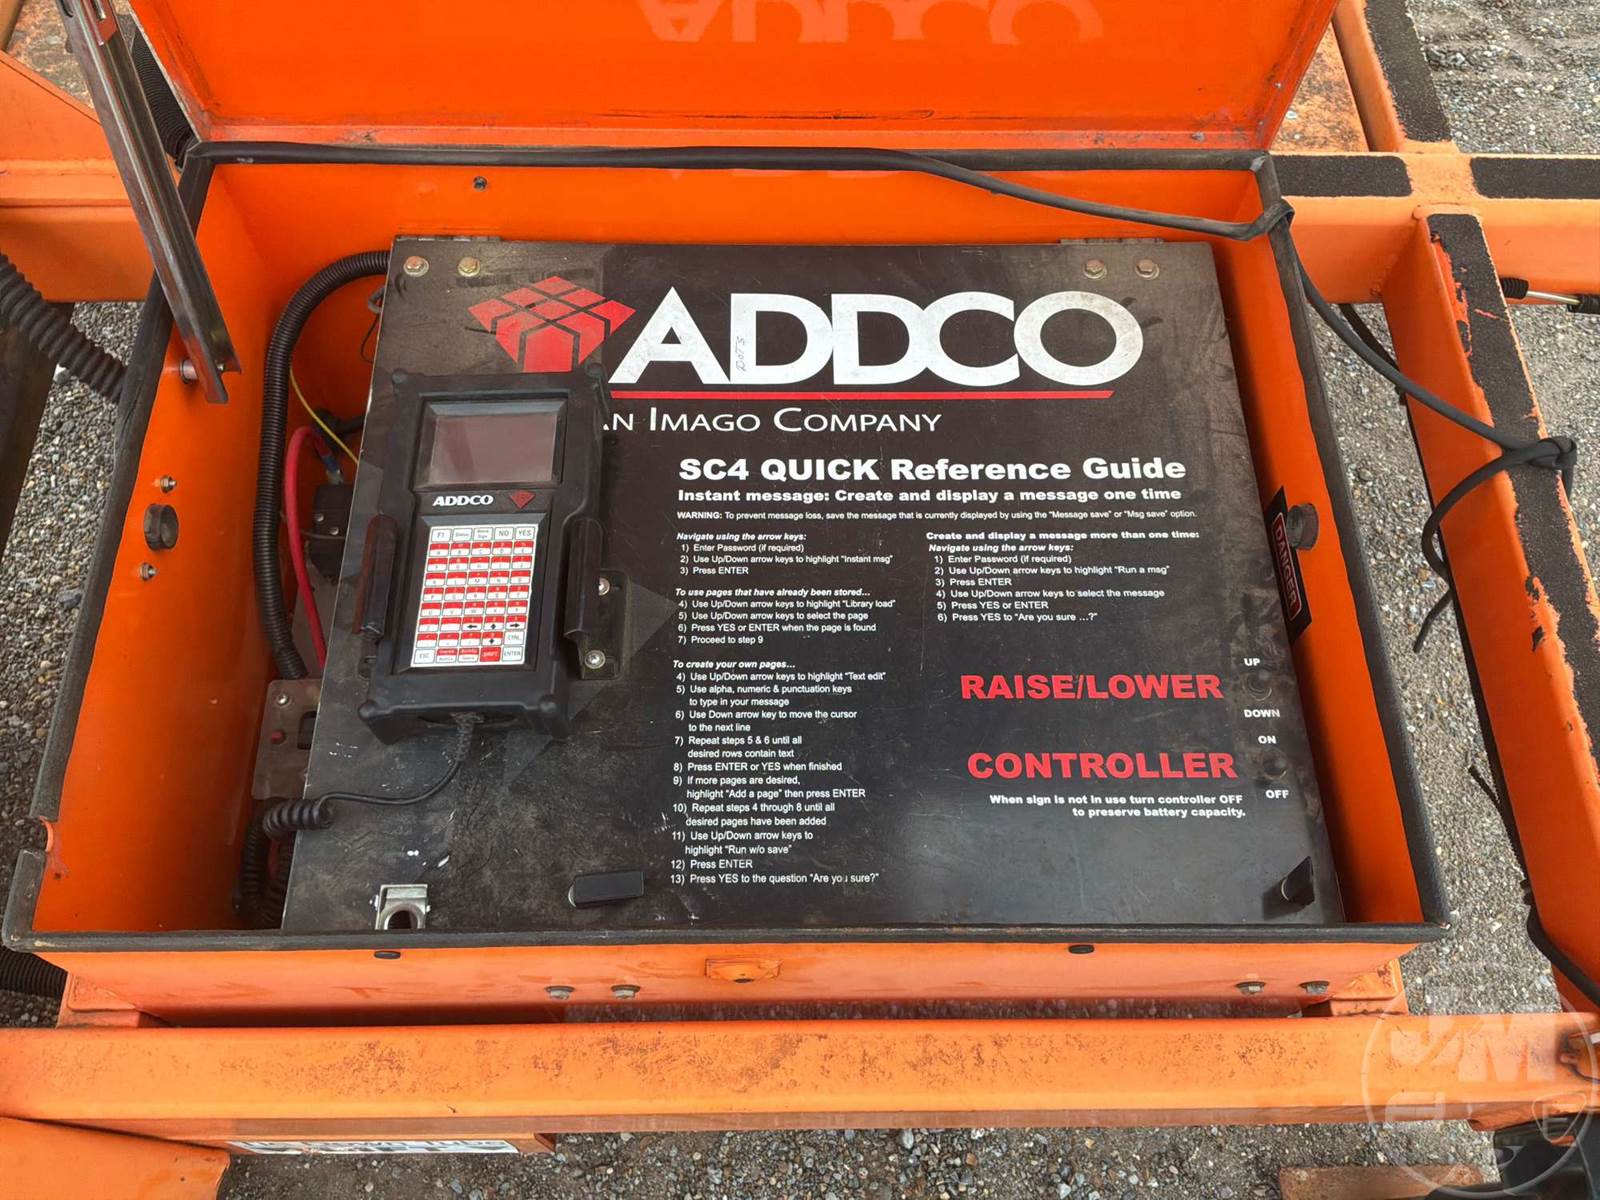 ADDCO
DOTS
AN IMAGO COMPANY
SC4 QUICK Reference Guide
Instant message: Create and display a message one time
WARNING: To prevent message loss, save the message that is currently displayed by using the "Message save" or "Msg save" option.
Navigate using the arrow keys:
1) Enter Password (if required)
2) Use Up/Down arrow keys to highlight "Instant msg"
3) Press ENTER
To use pages that have already been stored...
4) Use Up/Down arrow keys to highlight "Library load"
5) Use Up/Down arrow keys to select the page
6) Press YES or ENTER when the page is found
7) Proceed to step 9
To create your own pages...
4) Use Up/Down arrow keys to highlight "Text edit"
5) Use alpha, numeric & punctuation keys
to type in your message
6) Use Down arrow key to move the cursor
to the next line
7) Repeat steps 5 & 6 until all
desired rows contain text
8) Press ENTER or YES when finished
9) If more pages are desired,
highlight "Add a page" then press ENTER
10) Repeat steps 4 through 8 until all
desired pages have been added
11) Use Up/Down arrow keys to
highlight "Run w/o save"
12) Press ENTER
13) Press YES to the question "Are you sure?"
Create and display a message more than one time:
Navigate using the arrow keys:
1) Enter Password (if required)
2) Use Up/Down arrow keys to highlight "Run a msg"
3) Press ENTER
4) Use Up/Down arrow keys to select the message
5) Press YES or ENTER
6) Press YES to "Are you sure ...?"
UP
RAISE/LOWER
DOWN
ON
CONTROLLER
OFF
When sign is not in use turn controller OFF
to preserve battery capacity.
DANGER
ADDCO
F1 Status NO YES
CTRL
ESC SHIFT ENTER